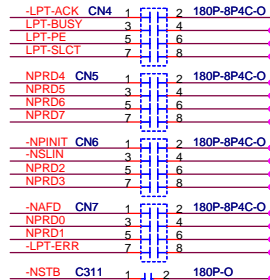 -LPT-ACK CN4 1 2 180P-8P4C-O
LPT-BUSY 3 4
LPT-PE 5 6
LPT-SLCT 7 8
NPRD4 CN5 1 2 180P-8P4C-O
NPRD5 3 4
NPRD6 5 6
NPRD7 7 8
-NPINIT CN6 1 2 180P-8P4C-O
-NSLIN 3 4
NPRD2 5 6
NPRD3 7 8
-NAFD CN7 1 2 180P-8P4C-O
NPRD0 3 4
NPRD1 5 6
-LPT-ERR 7 8
-NSTB C311 1 2 180P-O